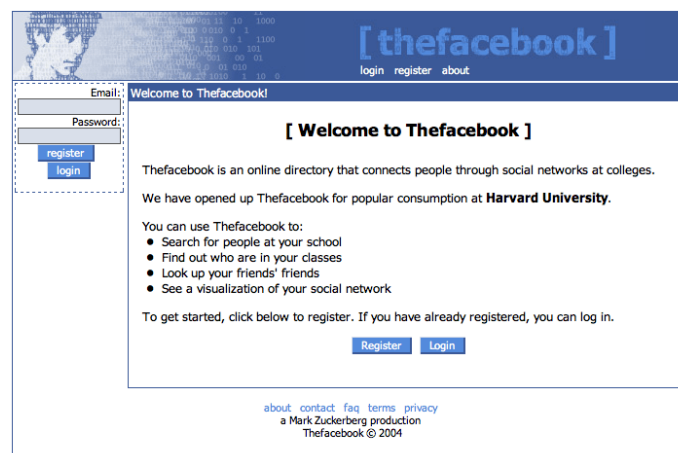 [ thefacebook ]
login register about
Email:
Password:
register
login
Welcome to Thefacebook!
[ Welcome to Thefacebook ]
Thefacebook is an online directory that connects people through social networks at colleges.
We have opened up Thefacebook for popular consumption at Harvard University.
You can use Thefacebook to:
• Search for people at your school
• Find out who are in your classes
• Look up your friends' friends
• See a visualization of your social network
To get started, click below to register. If you have already registered, you can log in.
Register Login
about contact faq terms privacy
a Mark Zuckerberg production
Thefacebook © 2004